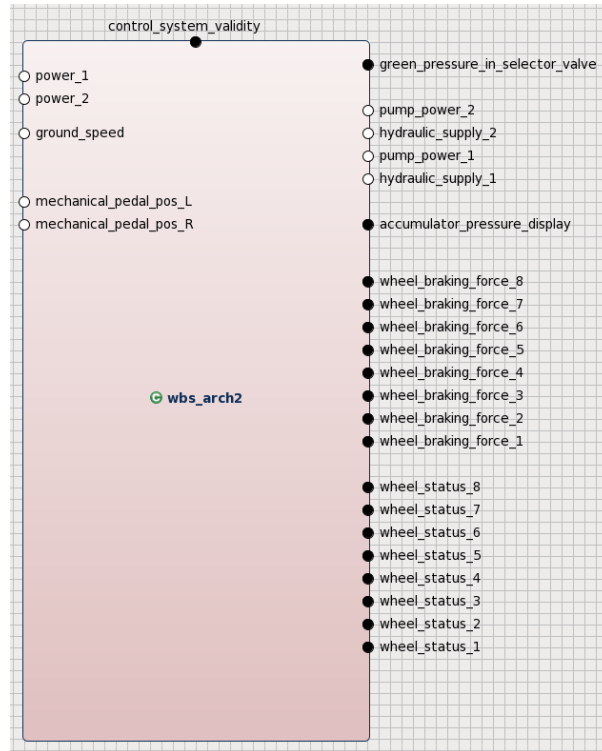 control_system_validity
power_1
power_2
ground_speed
mechanical_pedal_pos_L
mechanical_pedal_pos_R
C wbs_arch2
green_pressure_in_selector_valve
pump_power_2
hydraulic_supply_2
pump_power_1
hydraulic_supply_1
accumulator_pressure_display
wheel_braking_force_8
wheel_braking_force_7
wheel_braking_force_6
wheel_braking_force_5
wheel_braking_force_4
wheel_braking_force_3
wheel_braking_force_2
wheel_braking_force_1
wheel_status_8
wheel_status_7
wheel_status_6
wheel_status_5
wheel_status_4
wheel_status_3
wheel_status_2
wheel_status_1